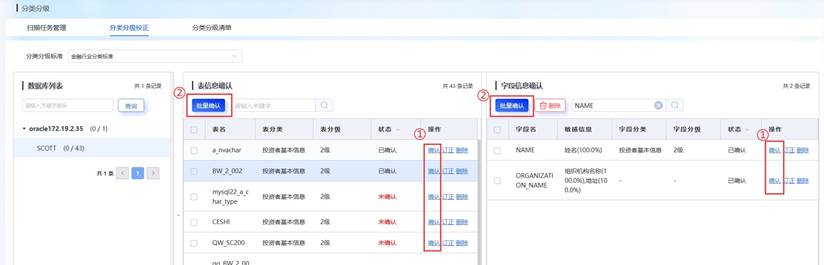 分类分级
扫描任务管理 分类分级校正 分类分级清单
分类分级标准 金融行业分类标准
数据库列表 共 1 条记录
请输入关键字查询 查询
oracle172.19.2.35 (0 / 1)
SCOTT (0 / 43)
共 1 条 < 1 >
表信息确认 共 43 条记录
② 批量确认 请输入关键字
①
表名 表分类 表分级 状态 操作
a_nvachar 投资者基本信息 2级 已确认 确认 订正 删除
BW_2_002 投资者基本信息 2级 已确认 确认 订正 删除
mysql22_a_c
har_type 投资者基本信息 2级 未确认 确认 订正 删除
CESHI 投资者基本信息 2级 未确认 确认 订正 删除
QW_SC200 投资者基本信息 2级 未确认 确认 订正 删除
字段信息确认 共 2 条记录
② 批量确认 删除 NAME
①
字段名 敏感信息 字段分类 字段分级 状态 操作
NAME 姓名(100.0%) 投资者基本信息 2级 已确认 确认 订正 删除
ORGANIZATI
ON_NAME 组织机构名称(1
00.0%),地址(10
0.0%) - - 已确认 确认 订正 删除